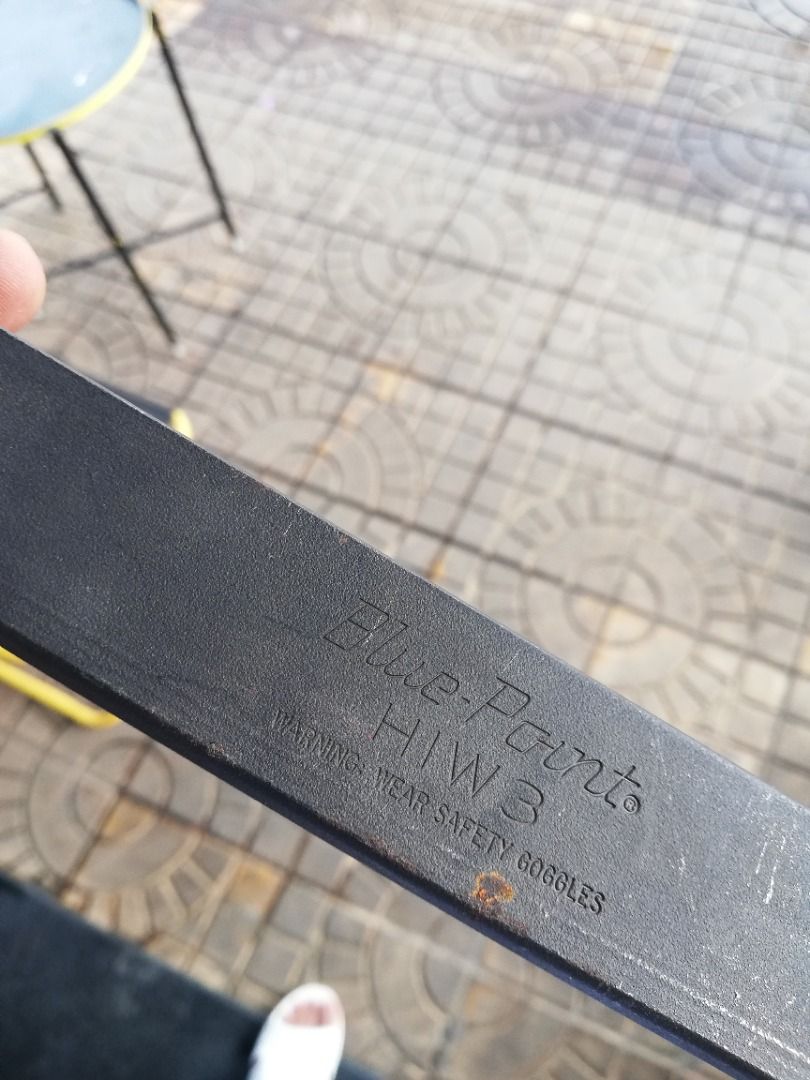 Blue-Point®
HIW 3
WARNING: WEAR SAFETY GOGGLES